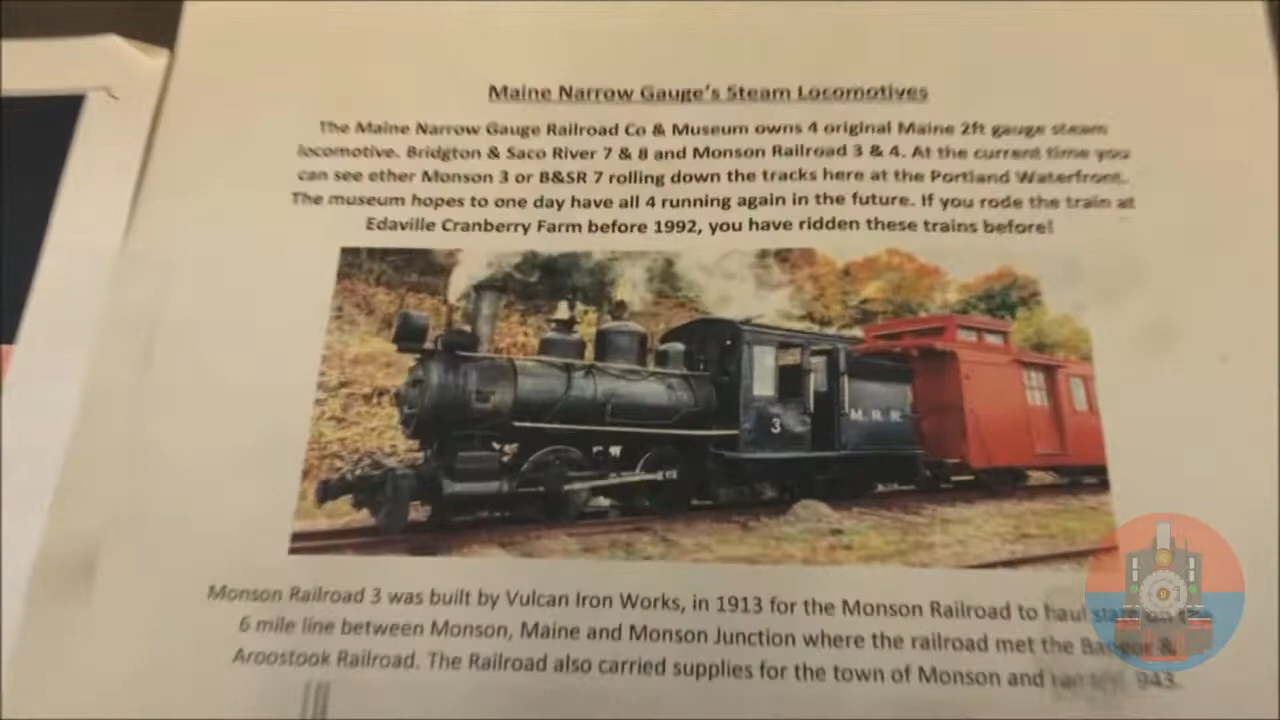 Maine Narrow Gauge's Steam Locomotives
The Maine Narrow Gauge Railroad Co & Museum owns 4 original Maine 2ft gauge steam
locomotive. Bridgton & Saco River 7 & 8 and Monson Railroad 3 & 4. At the current time you
can see ether Monson 3 or B&SR 7 rolling down the tracks here at the Portland Waterfront.
The museum hopes to one day have all 4 running again in the future. If you rode the train at
Edaville Cranberry Farm before 1992, you have ridden these trains before!
3
M. R. R.
Monson Railroad 3 was built by Vulcan Iron Works, in 1913 for the Monson Railroad to haul slate on the
6 mile line between Monson, Maine and Monson Junction where the railroad met the Bangor &
Aroostook Railroad. The Railroad also carried supplies for the town of Monson and
9